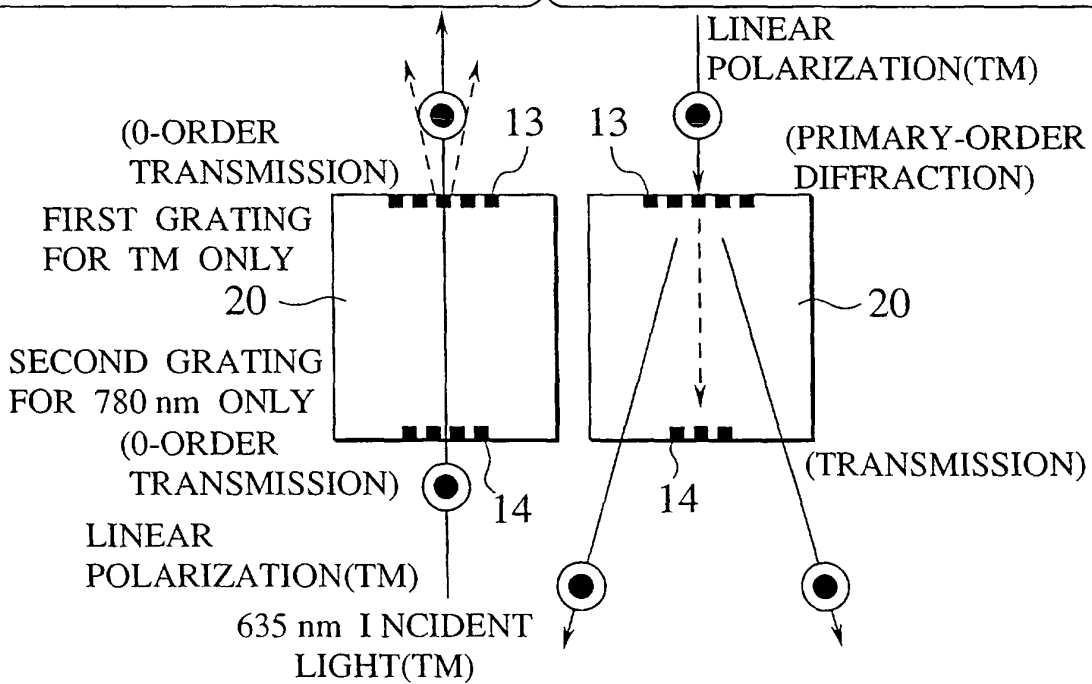 LINEAR
POLARIZATION(TM)
(0-ORDER
TRANSMISSION)
13
13
(PRIMARY-ORDER
DIFFRACTION)
FIRST GRATING
FOR TM ONLY
20
20
SECOND GRATING
FOR 780 nm ONLY
(0-ORDER
TRANSMISSION)
14
14
(TRANSMISSION)
LINEAR
POLARIZATION(TM)
635 nm INCIDENT
LIGHT(TM)